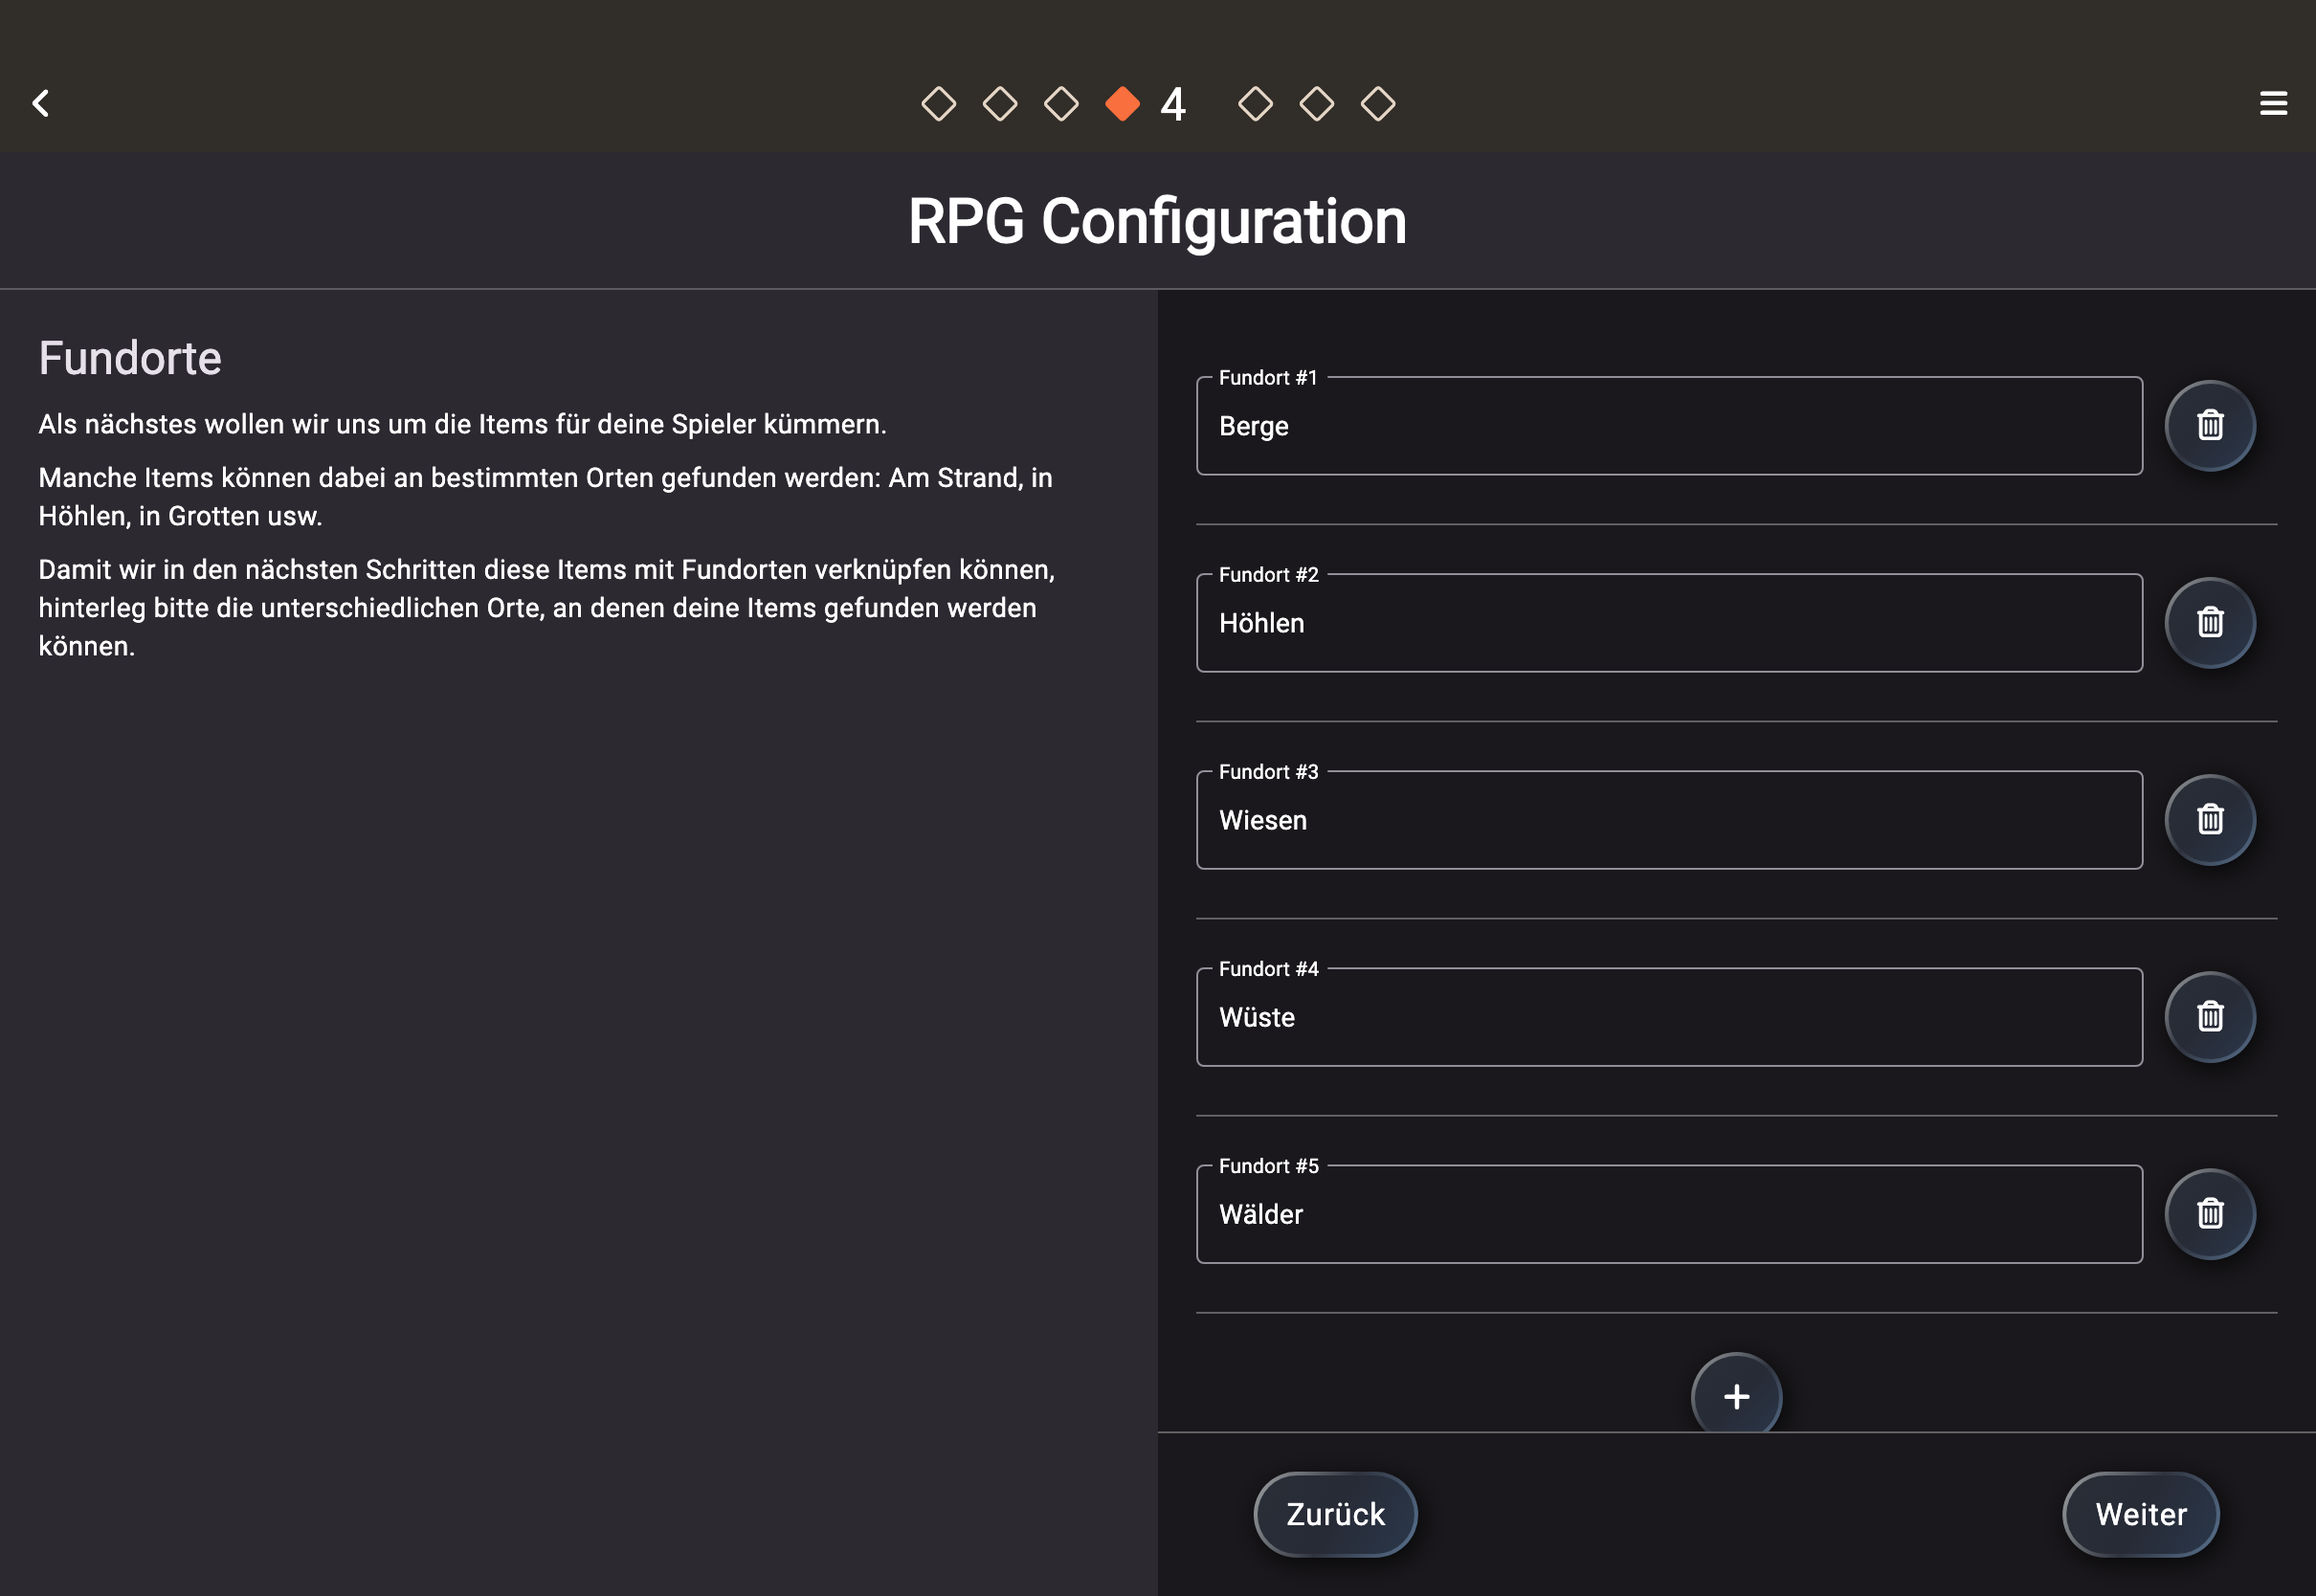 4
RPG Configuration
Fundorte
Als nächstes wollen wir uns um die Items für deine Spieler kümmern.
Manche Items können dabei an bestimmten Orten gefunden werden: Am Strand, in
Höhlen, in Grotten usw.
Damit wir in den nächsten Schritten diese Items mit Fundorten verknüpfen können,
hinterleg bitte die unterschiedlichen Orte, an denen deine Items gefunden werden
können.
Fundort #1
Berge
Fundort #2
Höhlen
Fundort #3
Wiesen
Fundort #4
Wüste
Fundort #5
Wälder
Zurück
Weiter